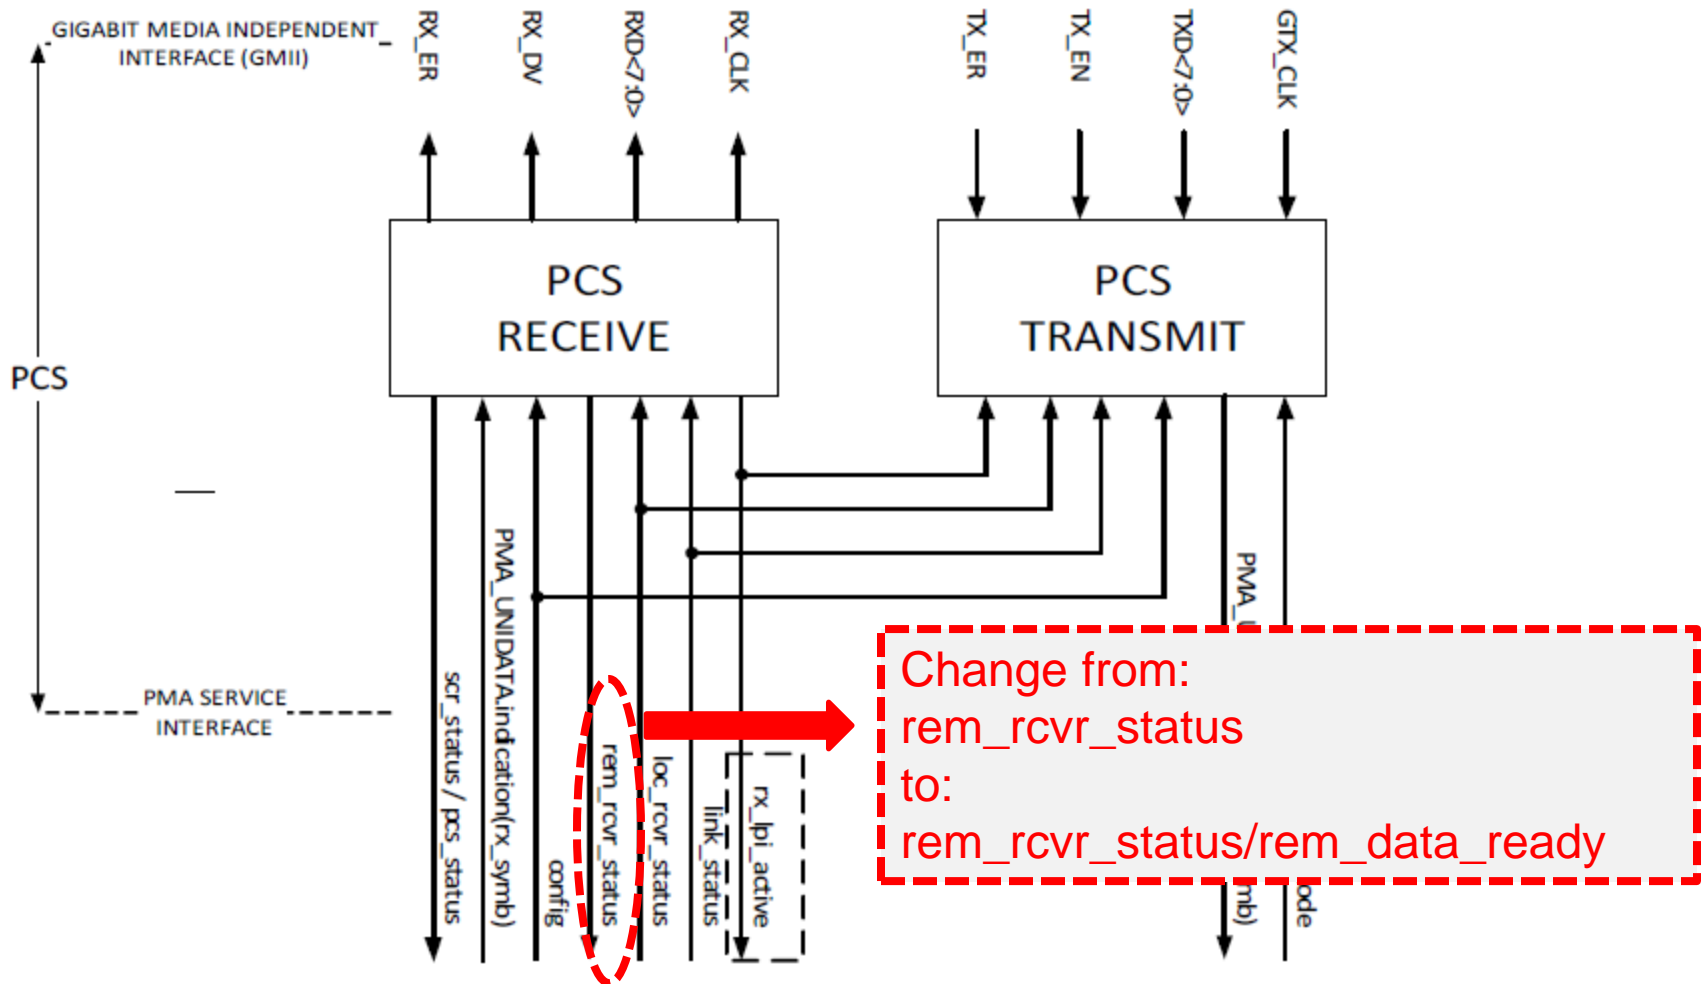 GIGABIT MEDIA INDEPENDENT
INTERFACE (GMII)
RX_ER
RX_DV
RXD<7:0>
RX_CLK
TX_ER
TX_EN
TXD<7:0>
GTX_CLK
PCS
RECEIVE
PCS
TRANSMIT
PCS
PMA SERVICE
INTERFACE
scr_status / pcs_status
PMA_UNIDATA.indication(rx_symb)
config
rem_rcvr_status
loc_rcvr_status
link_status
rx_lpi_active
Change from:
rem_rcvr_status
to:
rem_rcvr_status/rem_data_ready